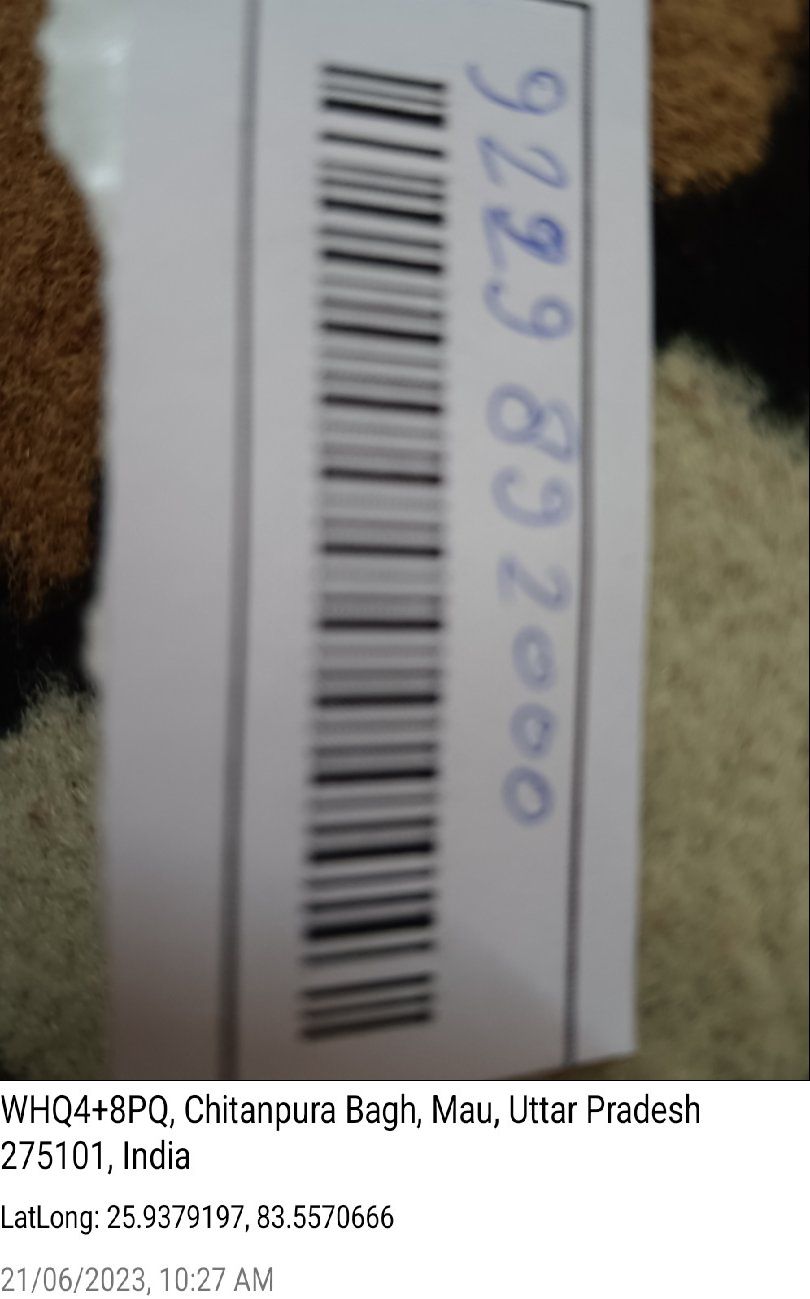 9229892000
WHQ4+8PQ, Chitanpura Bagh, Mau, Uttar Pradesh
275101, India
LatLong: 25.9379197, 83.5570666
21/06/2023, 10:27 AM